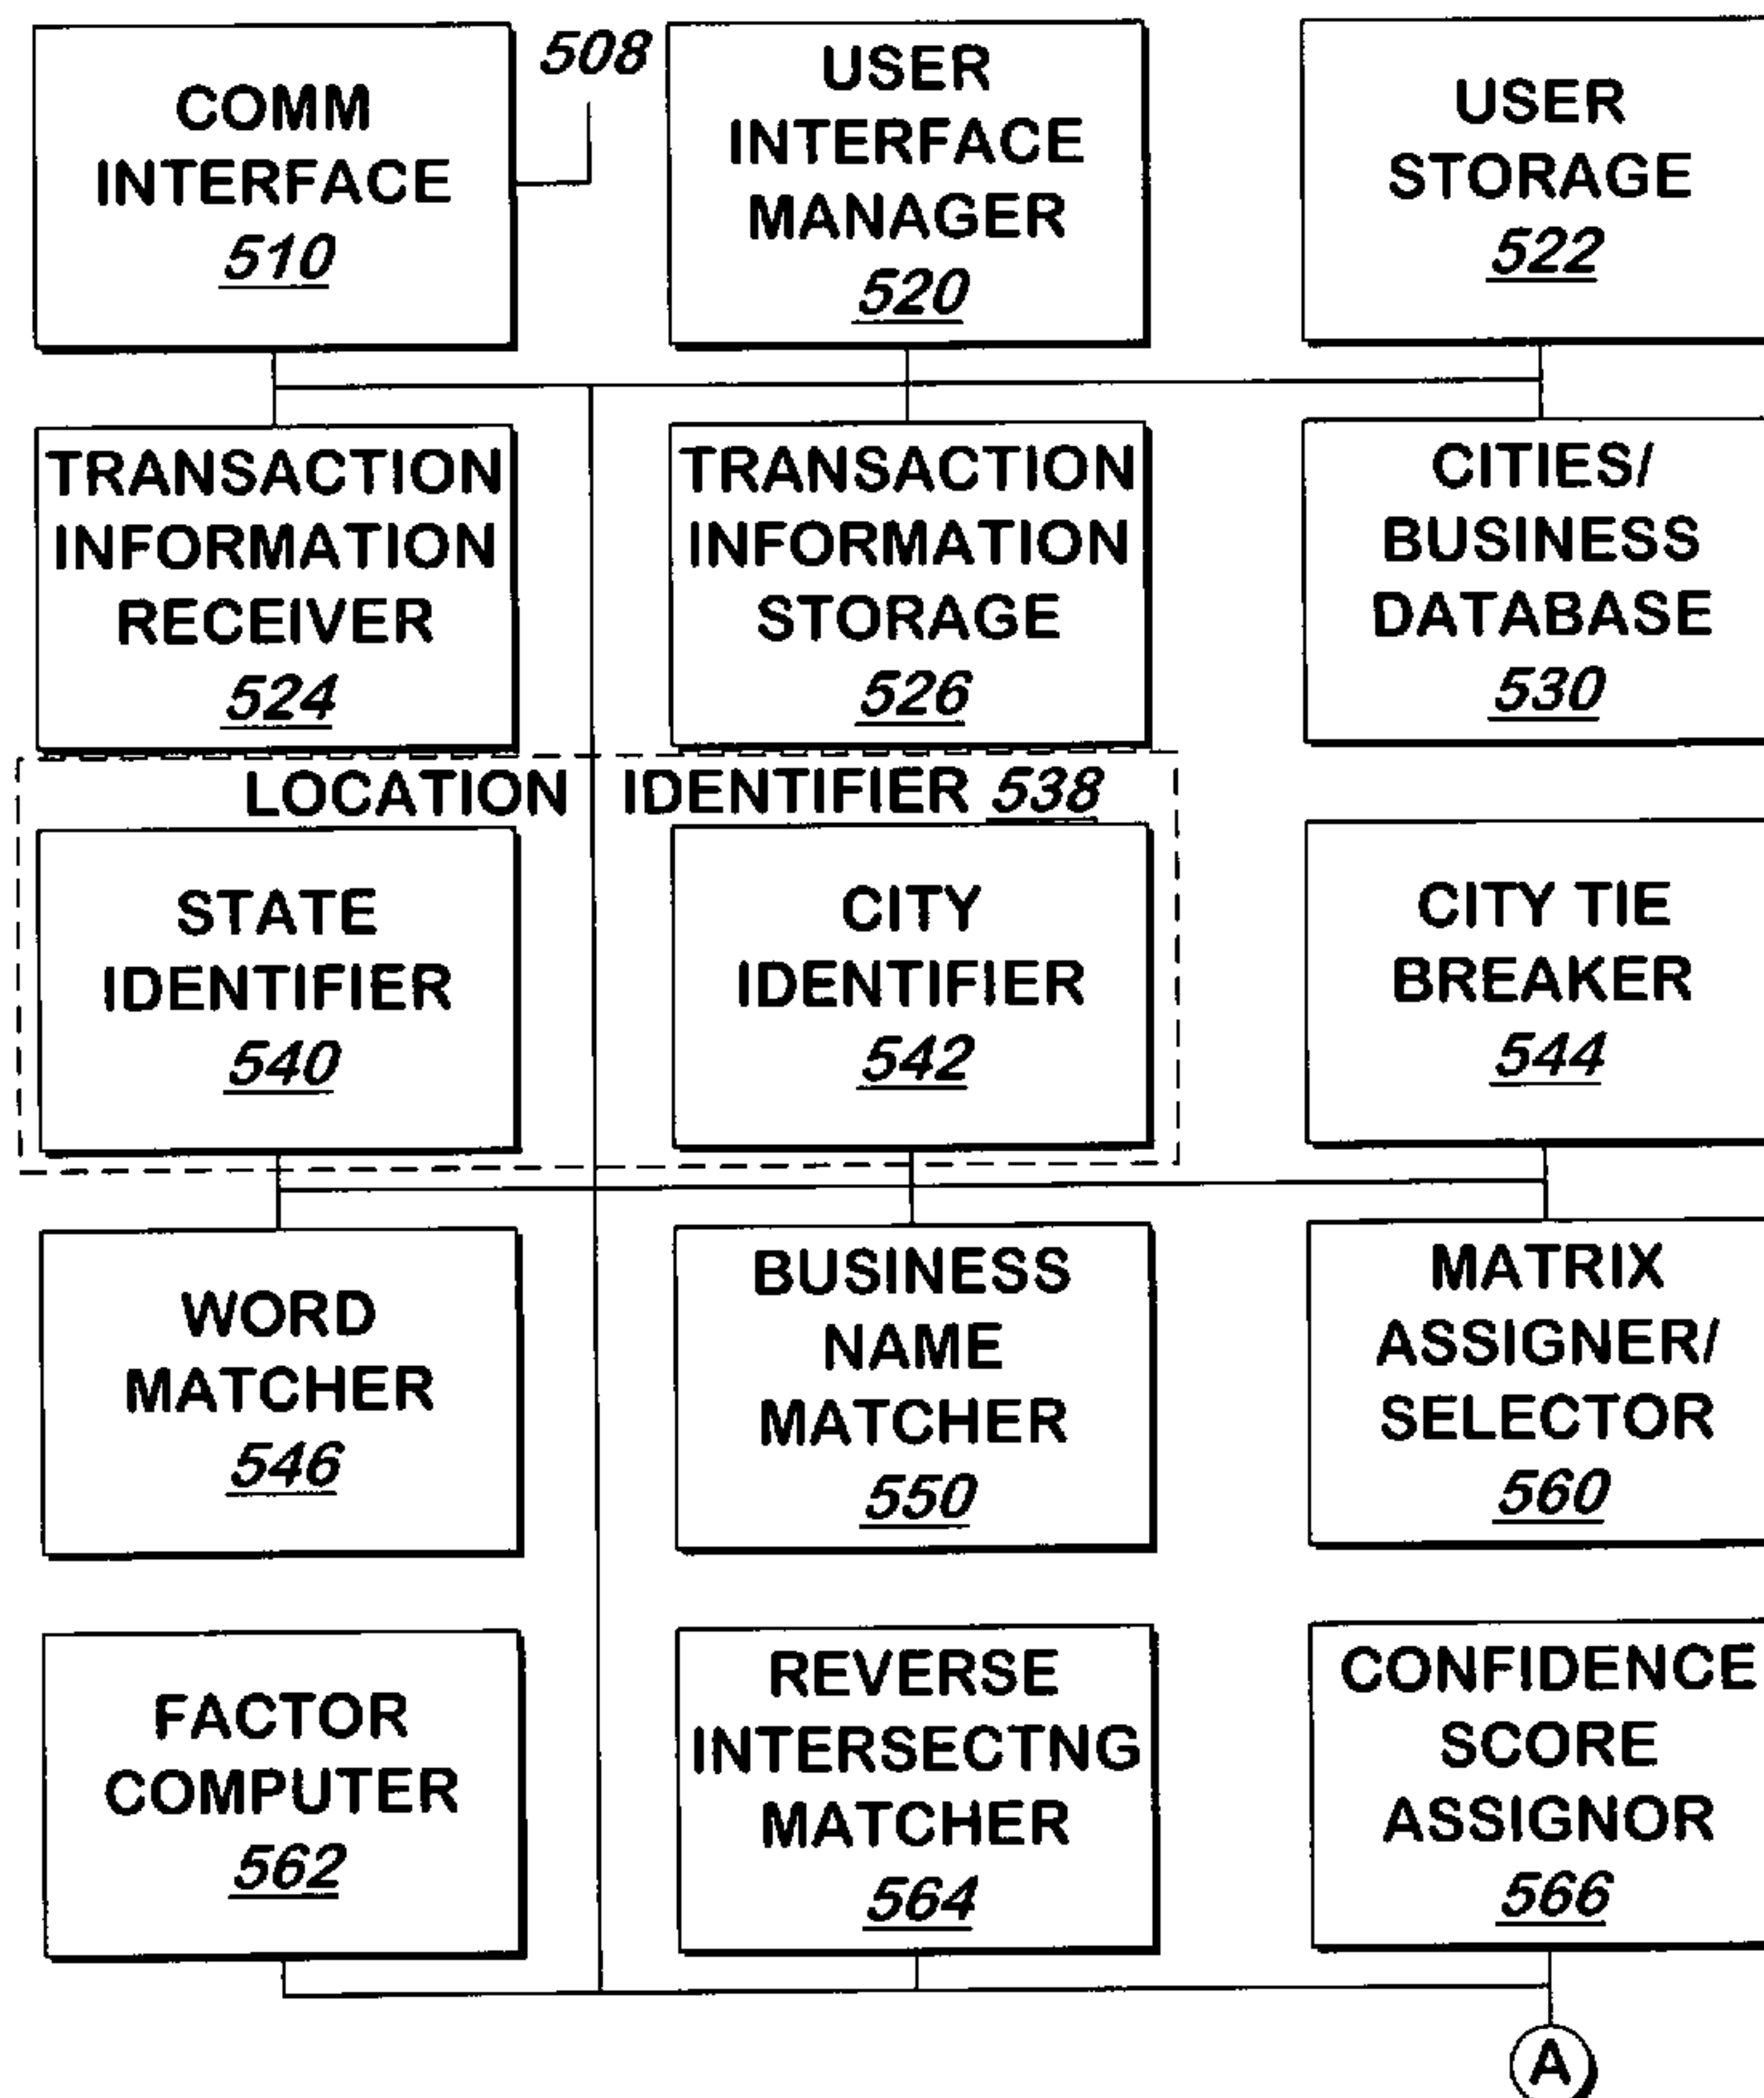 COMM
INTERFACE
510
508
USER
INTERFACE
MANAGER
520
USER
STORAGE
522
TRANSACTION
INFORMATION
RECEIVER
524
TRANSACTION
INFORMATION
STORAGE
526
CITIES/
BUSINESS
DATABASE
530
LOCATION IDENTIFIER 538
STATE
IDENTIFIER
540
CITY
IDENTIFIER
542
CITY TIE
BREAKER
544
WORD
MATCHER
546
BUSINESS
NAME
MATCHER
550
MATRIX
ASSIGNER/
SELECTOR
560
FACTOR
COMPUTER
562
REVERSE
INTERSECTNG
MATCHER
564
CONFIDENCE
SCORE
ASSIGNOR
566
A